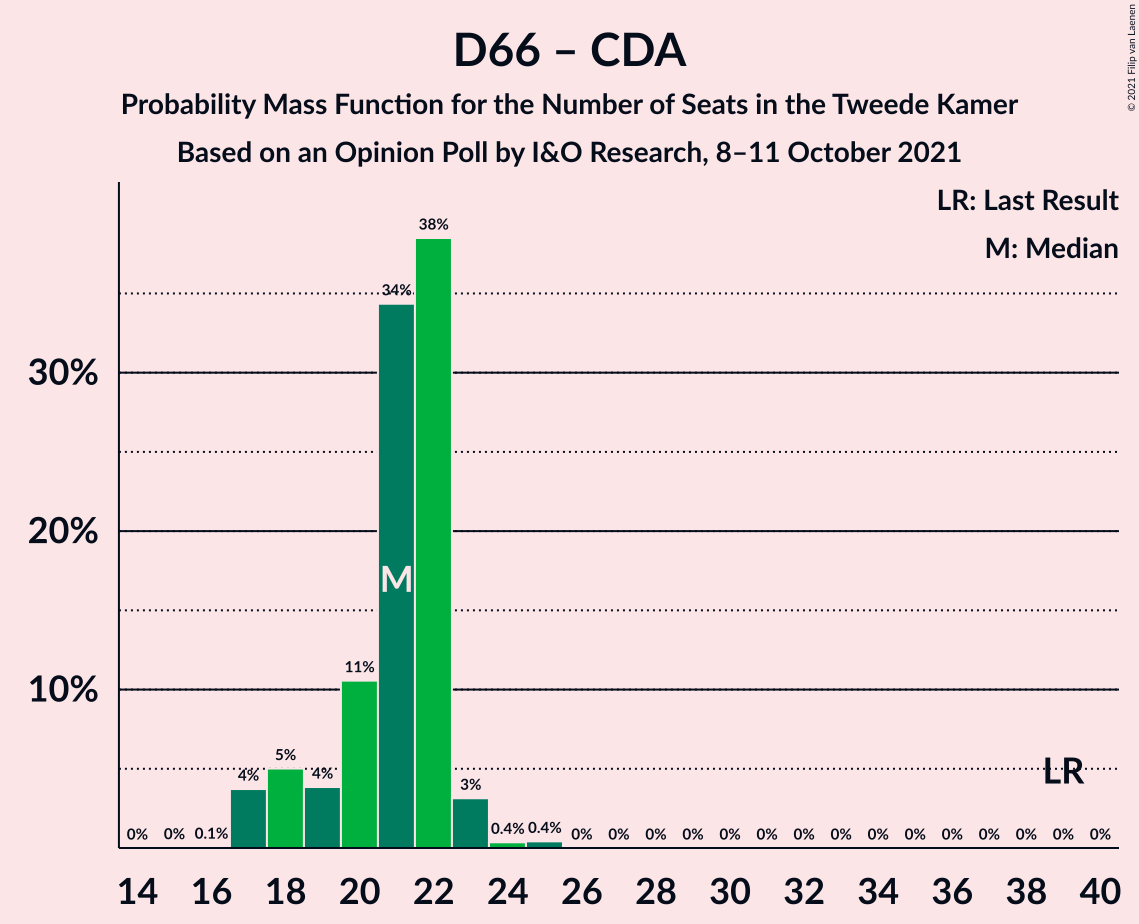 D66 – CDA
Probability Mass Function for the Number of Seats in the Tweede Kamer
Based on an Opinion Poll by I&O Research, 8–11 October 2021
© 2021 Filip van Laenen
LR: Last Result
M: Median
38%
34%
30%
20%
M
11%
10%
5%
4%
4%
3%
LR
0% 0% 0.1% 0.4% 0.4% 0% 0% 0% 0% 0% 0% 0% 0% 0% 0% 0% 0% 0% 0% 0%
14 16 18 20 22 24 26 28 30 32 34 36 38 40